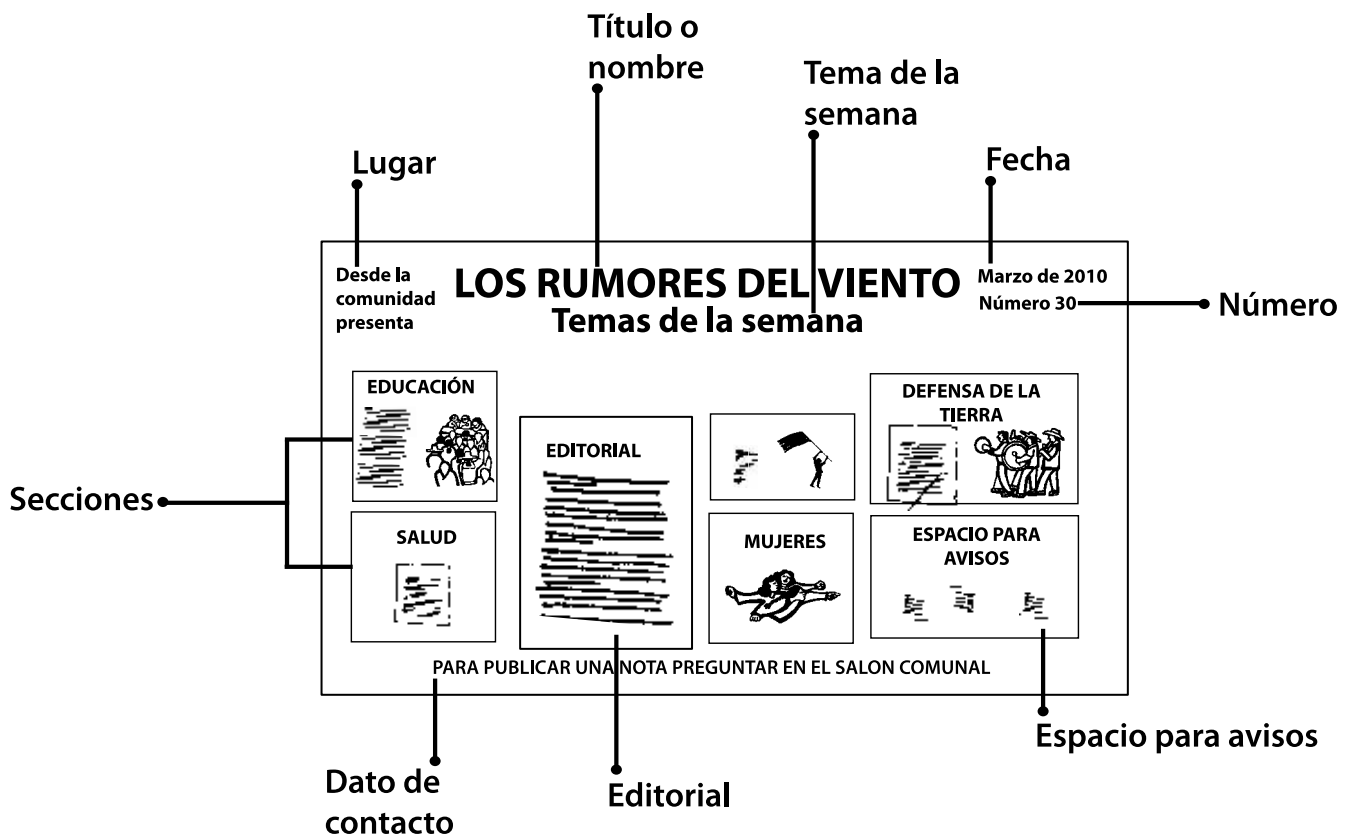 Título o
nombre
Tema de la
semana
Lugar
Fecha
Desde la
comunidad
presenta
LOS RUMORES DEL VIENTO
Temas de la semana
Marzo de 2010
Número 30
Número
EDUCACIÓN
EDITORIAL
DEFENSA DE LA
TIERRA
Secciones
SALUD
MUJERES
ESPACIO PARA
AVISOS
PARA PUBLICAR UNA NOTA PREGUNTAR EN EL SALON COMUNAL
Espacio para avisos
Dato de
contacto
Editorial